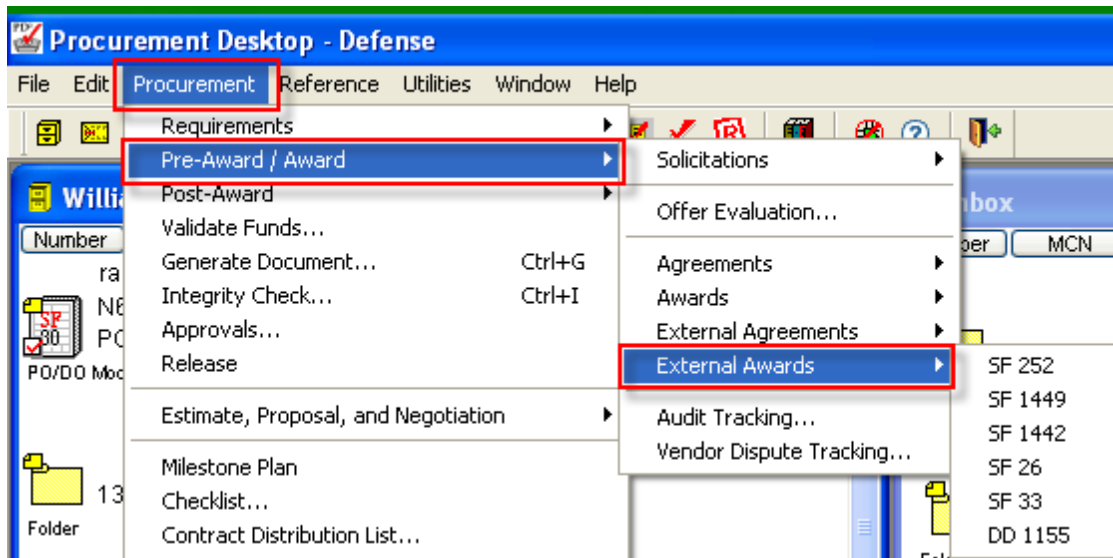 Procurement Desktop - Defense
File Edit Procurement Reference Utilities Window Help
Requirements
Pre-Award / Award
Post-Award
Validate Funds...
Generate Document... Ctrl+G
Integrity Check... Ctrl+I
Approvals...
Release
Estimate, Proposal, and Negotiation
Milestone Plan
Checklist...
Contract Distribution List...
Solicitations
Offer Evaluation...
Agreements
Awards
External Agreements
External Awards
Audit Tracking...
Vendor Dispute Tracking...
SF 252
SF 1449
SF 1442
SF 26
SF 33
DD 1155
Number
SF
30
PO/DO
13
Folder
MCN